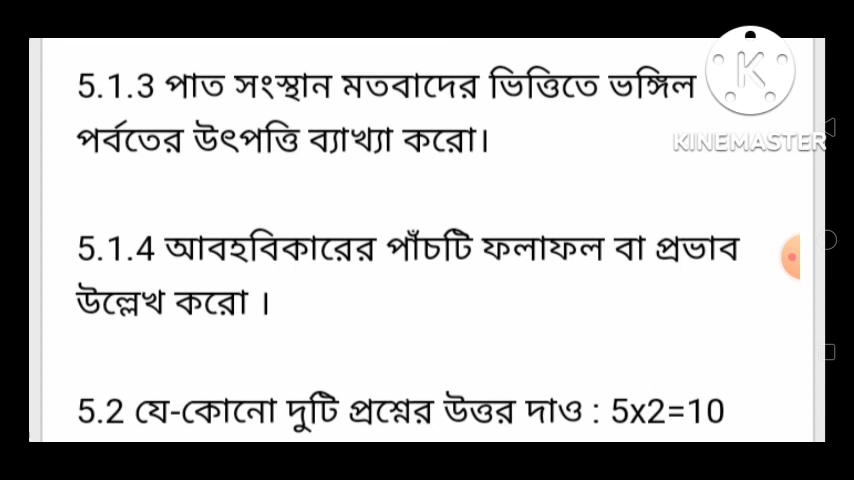 5.1.3 পাত সংস্থান মতবাদের ভিত্তিতে ভঙ্গিল
পর্বতের উৎপত্তি ব্যাখ্যা করো।
K
KINEMASTER
5.1.4 আবহবিকারের পাঁচটি ফলাফল বা প্রভাব
উল্লেখ করো ।
5.2 যে-কোনো দুটি প্রশ্নের উত্তর দাও : 5x2=10